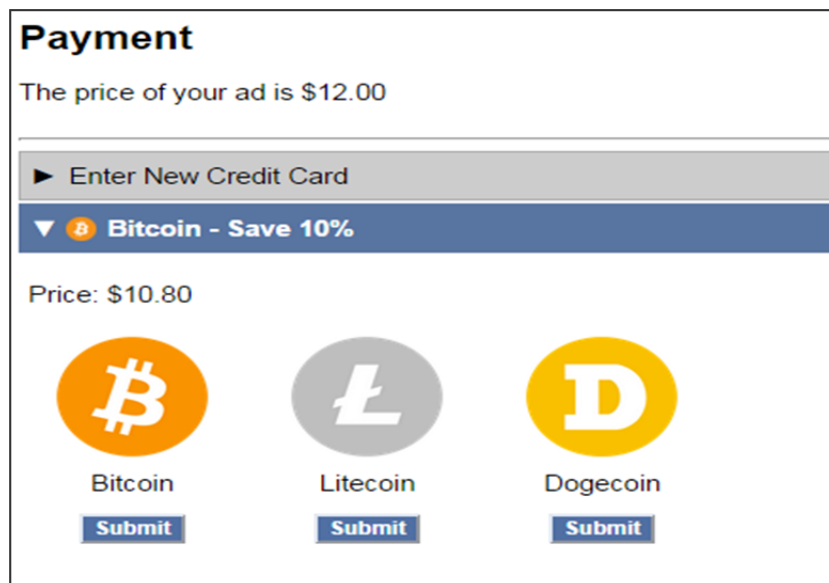 Payment
The price of your ad is $12.00
► Enter New Credit Card
▼ Bitcoin - Save 10%
Price: $10.80
Bitcoin Litecoin Dogecoin
Submit Submit Submit